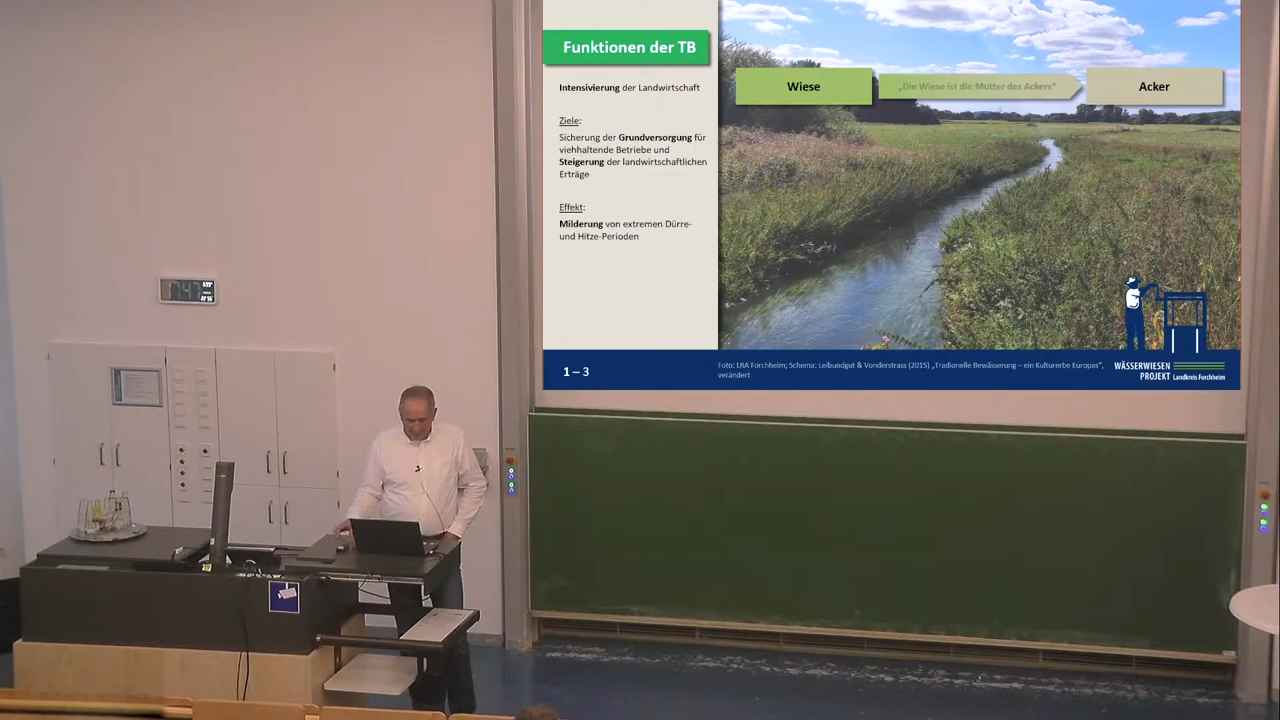 Funktionen der TB
Intensivierung der Landwirtschaft
Ziele:
Sicherung der Grundversorgung für
viehhaltende Betriebe und
Steigerung der landwirtschaftlichen
Erträge
Effekt:
Milderung von extremen Dürre-
und Hitze-Perioden
Wiese
„Die Wiese ist die Mutter des Ackers“
Acker
1 – 3
Foto: LRA Forchheim; Schema: Leibundgut & Vonderstrass (2015) „Tradionelle Bewässerung – ein Kulturerbe Europas“,
verändert
WÄSSERWIESEN
PROJEKT Landkreis Forchheim